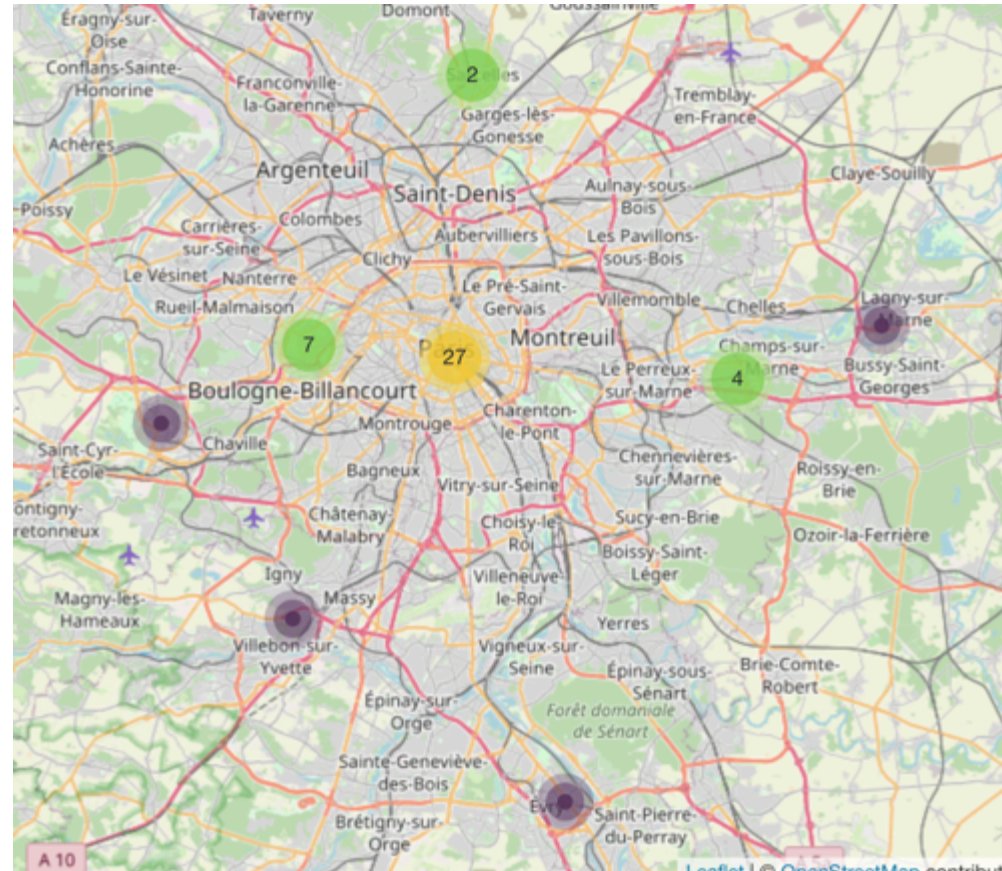 Éragny-sur-
Oise
Taverny
Domont
Conflans-Sainte-
Honorine
Franconville-
la-Garenne
2
Garges-lès-
Gonesse
Tremblay-
en-France
Achères
Argenteuil
Saint-Denis
Aulnay-sous-
Bois
Claye-Souilly
Poissy
Carrières-
sur-Seine
Colombes
Aubervilliers
Les Pavillons-
sous-Bois
Clichy
Le Vésinet
Nanterre
Le Pré-Saint-
Gervais
Villemomble
Chelles
Lagny-sur-
Marne
Rueil-Malmaison
7
27
Montreuil
Champs-sur-
Marne
4
Le Perreux-
sur-Marne
Bussy-Saint-
Georges
Boulogne-Billancourt
Montrouge
Charenton-
le-Pont
Saint-Cyr-
l'École
Chaville
Bagneux
Vitry-sur-Seine
Chennevières-
sur-Marne
Roissy-en-
Brie
ontigny-
retonneux
Châtenay-
Malabry
Choisy-le-
Roi
Sucy-en-Brie
Ozoir-la-Ferrière
Boissy-Saint-
Léger
Igny
Massy
Villeneuve-
le-Roi
Magny-les-
Hameaux
Yerres
Villebon-sur-
Yvette
Vigneux-sur-
Seine
Épinay-sous-
Sénart
Brie-Comte-
Robert
Épinay-sur-
Orge
Forêt domaniale
de Sénart
Sainte-Geneviève-
des-Bois
Saint-Pierre-
du-Perray
Brétigny-sur-
Orge
A 10
Leaflet | © OpenStreetMap contribut